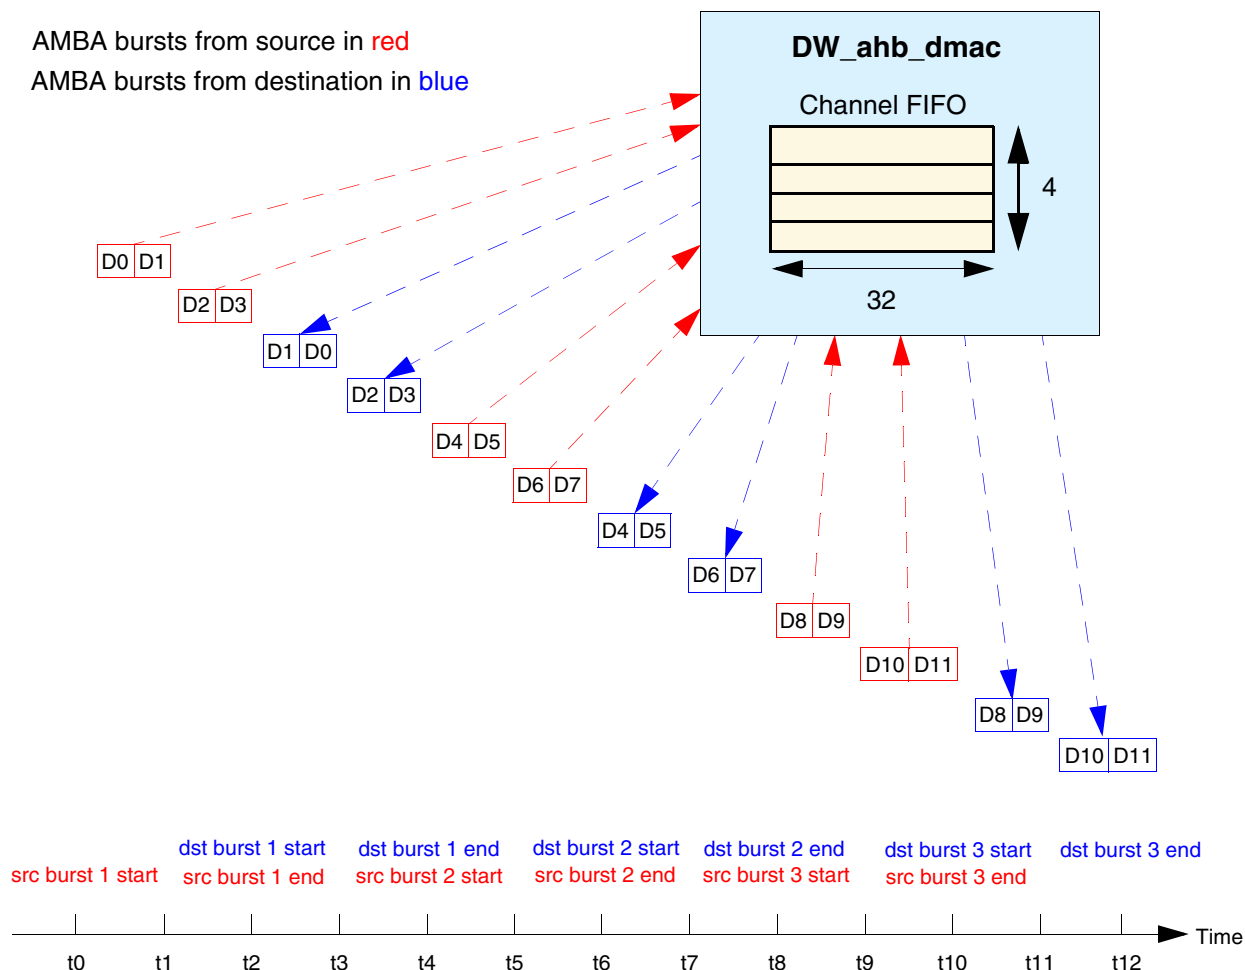 AMBA bursts from source in red
AMBA bursts from destination in blue
DW_ahb_dmac
Channel FIFO
4
32
D0 D1
D2 D3
D1 D0
D2 D3
D4 D5
D6 D7
D4 D5
D6 D7
D8 D9
D10 D11
D8 D9
D10 D11
dst burst 1 start dst burst 1 end dst burst 2 start dst burst 2 end dst burst 3 start dst burst 3 end
src burst 1 start src burst 1 end src burst 2 start src burst 2 end src burst 3 start src burst 3 end
Time
t0 t1 t2 t3 t4 t5 t6 t7 t8 t9 t10 t11 t12